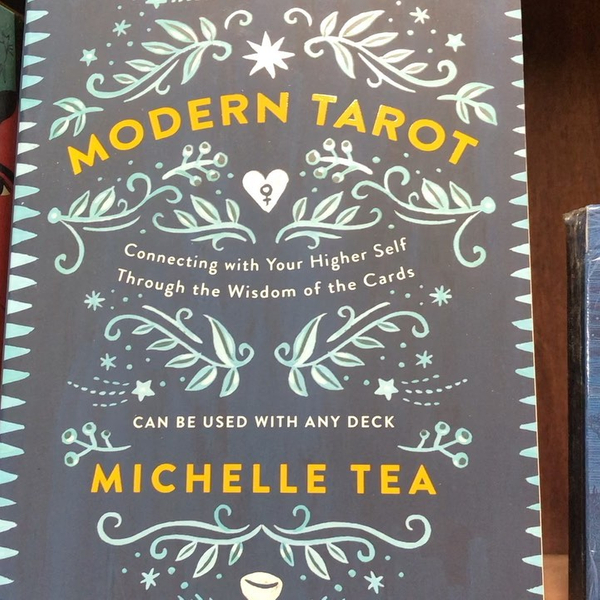 MODERN TAROT
Connecting with Your Higher Self
Through the Wisdom of the Cards
CAN BE USED WITH ANY DECK
MICHELLE TEA